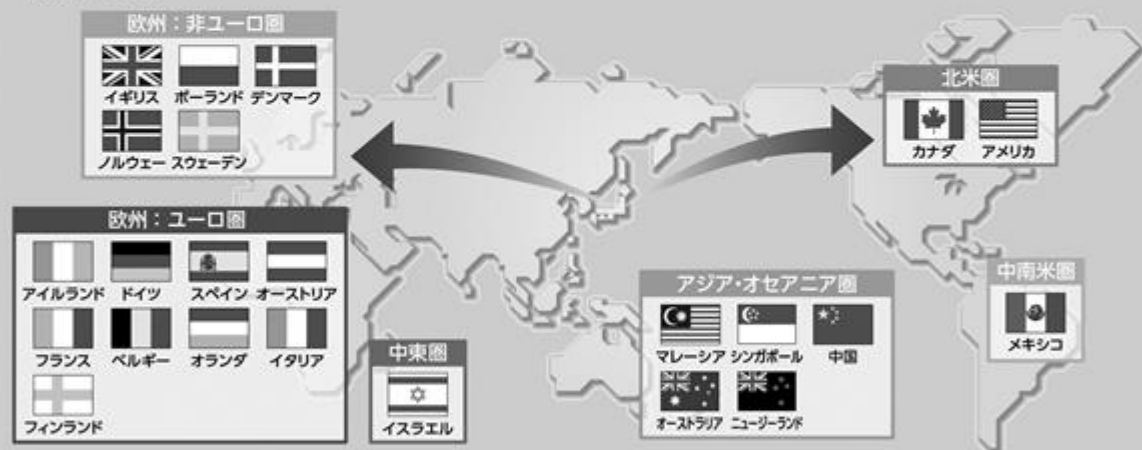 欧州：非ユーロ圏
イギリス ポーランド デンマーク
ノルウェー スウェーデン
北米圏
カナダ アメリカ
欧州：ユーロ圏
アイルランド ドイツ スペイン オーストリア
フランス ベルギー オランダ イタリア
フィンランド
中東圏
イスラエル
アジア・オセアニア圏
マレーシア シンガポール 中国
オーストラリア ニュージーランド
中南米圏
メキシコ